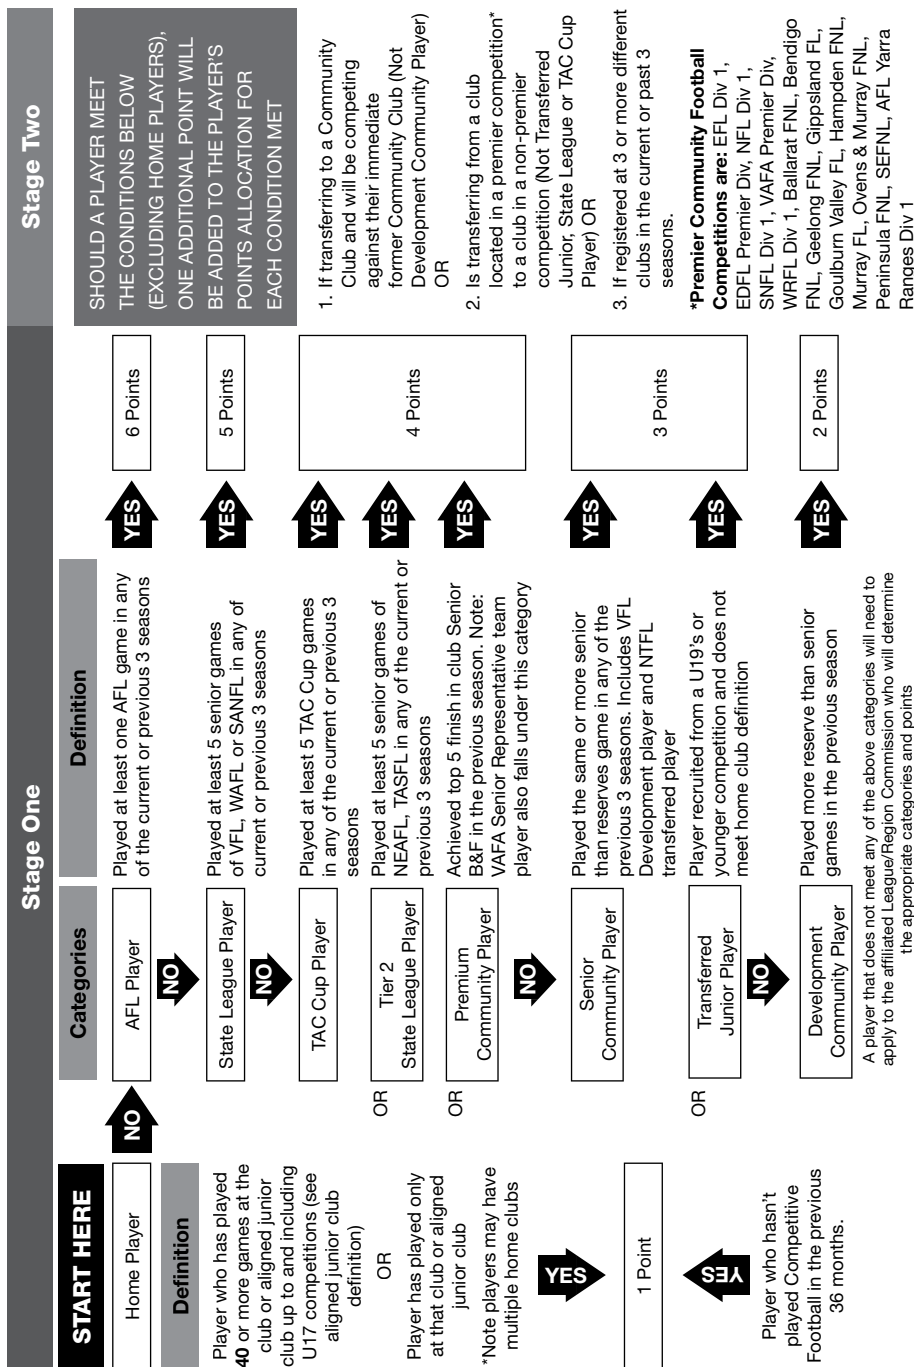 Stage One
START HERE
Home Player
Definition
Player who has played
40 or more games at the
club or aligned junior
club up to and including
U17 competitions (see
aligned junior club
definition)
OR
Player has played only
at that club or aligned
junior club
*Note players may have
multiple home clubs
YES
1 Point
YES
Player who hasn't
played Competitive
Football in the previous
36 months.
NO
Categories
Definition
AFL Player
Played at least one AFL game in any
of the current or previous 3 seasons
YES
6 Points
NO
State League Player
Played at least 5 senior games
of VFL, WAFL or SANFL in any of
current or previous 3 seasons
YES
5 Points
NO
TAC Cup Player
Played at least 5 TAC Cup games
in any of the current or previous 3
seasons
YES
OR
Tier 2
State League Player
Played at least 5 senior games of
NEAFL, TASFL in any of the current or
previous 3 seasons
YES
4 Points
OR
Premium
Community Player
Achieved top 5 finish in club Senior
B&F in the previous season. Note:
VAFA Senior Representative team
player also falls under this category
YES
NO
Senior
Community Player
Played the same or more senior
than reserves game in any of the
previous 3 season. Includes VFL
Development player and NTFL
transferred player
YES
3 Points
OR
Transferred
Junior Player
Player recruited from a U19's or
younger competition and does not
meet home club definition
YES
NO
Development
Community Player
Played more reserve than senior
games in the previous season
YES
2 Points
A player that does not meet any of the above categories will need to
apply to the affiliated League/Region Commission who will determine
the appropriate categories and points
Stage Two
SHOULD A PLAYER MEET
THE CONDITIONS BELOW
(EXCLUDING HOME PLAYERS),
ONE ADDITIONAL POINT WILL
BE ADDED TO THE PLAYER'S
POINTS ALLOCATION FOR
EACH CONDITION MET
1. If transferring to a Community
Club and will be competing
against their immediate
former Community Club (Not
Development Community Player)
OR
2. Is transferring from a club
located in a premier competition*
to a club in a non-premier
competition (Not Transferred
Junior, State League or TAC Cup
Player) OR
3. If registered at 3 or more different
clubs in the current or past 3
seasons.
*Premier Community Football
Competitions are: EFL Div 1,
EDFL Premier Div, NFL Div 1,
SNFL Div 1, VAFA Premier Div,
WRFL Div 1, Ballarat FNL, Bendigo
FNL, Geelong FNL, Gippsland FL,
Goulburn Valley FL, Hampden FNL,
Murray FL, Ovens & Murray FNL,
Peninsula FNL, SEFNL, AFL Yarra
Ranges Div 1